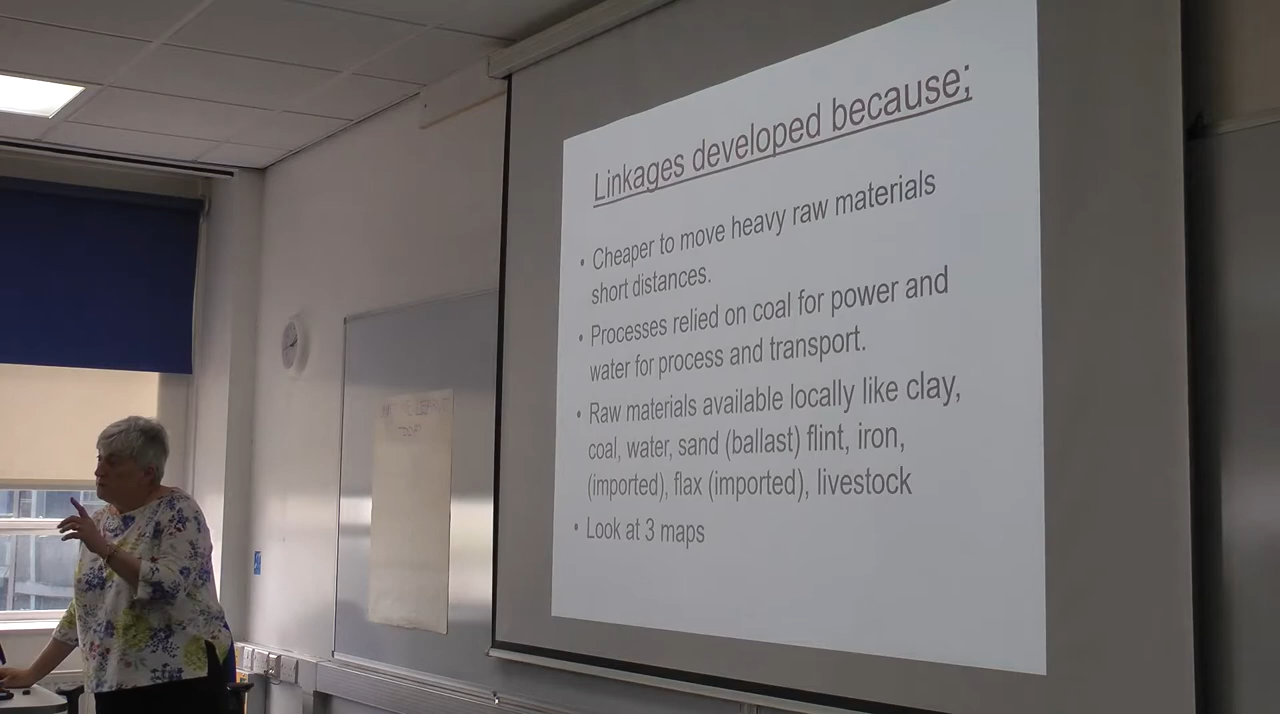 Linkages developed because;
• Cheaper to move heavy raw materials
short distances.
• Processes relied on coal for power and
water for process and transport.
• Raw materials available locally like clay,
coal, water, sand (ballast) flint, iron,
(imported), flax (imported), livestock
• Look at 3 maps